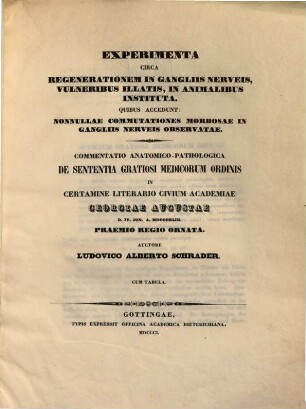 EXPERIMENTA
CIRCA
REGENERATIONEM IN GANGLIIS NERVEIS,
VULNERIBUS ILLATIS, IN ANIMALIBUS
INSTITUTA.
QUIBUS ACCEDUNT:
NONNULLAE COMMUTATIONES MORBOSAE IN
GANGLIIS NERVEIS OBSERVATAE.
COMMENTATIO ANATOMICO-PATHOLOGICA
DE SENTENTIA GRATIOSI MEDICORUM ORDINIS
IN
CERTAMINE LITERARIO CIVIUM ACADEMIAE
GEORGIAE AUGUSTAE
D. IV. JUN. A.
PRAEMIO REGIO ORNATA.
AUCTORE
LUDOVICO ALBERTO SCHRADER.
CUM TABULA.
GOTTINGAE,
TYPIS EXPRESSIT OFFICINA ACADEMICA DIETERICHIANA,
MDCCCL.